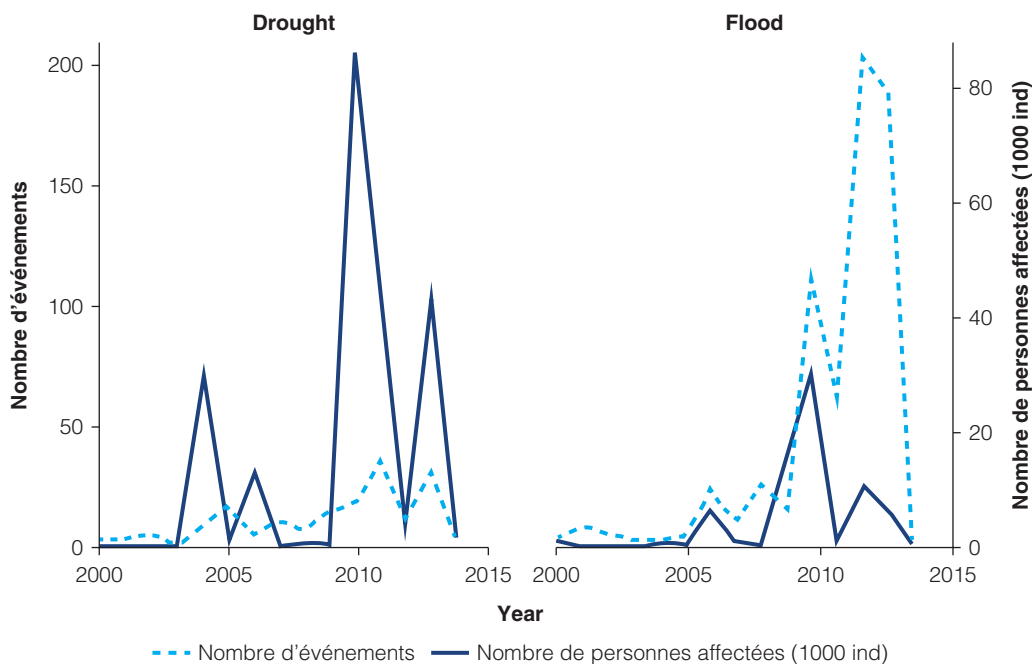 Drought
Flood
Nombre d'événements
200
150
100
50
0
2000
2005
2010
2015
2000
2005
2010
2015
80
60
40
20
0
Nombre de personnes affectées (1000 ind)
Year
Nombre d'événements
Nombre de personnes affectées (1000 ind)